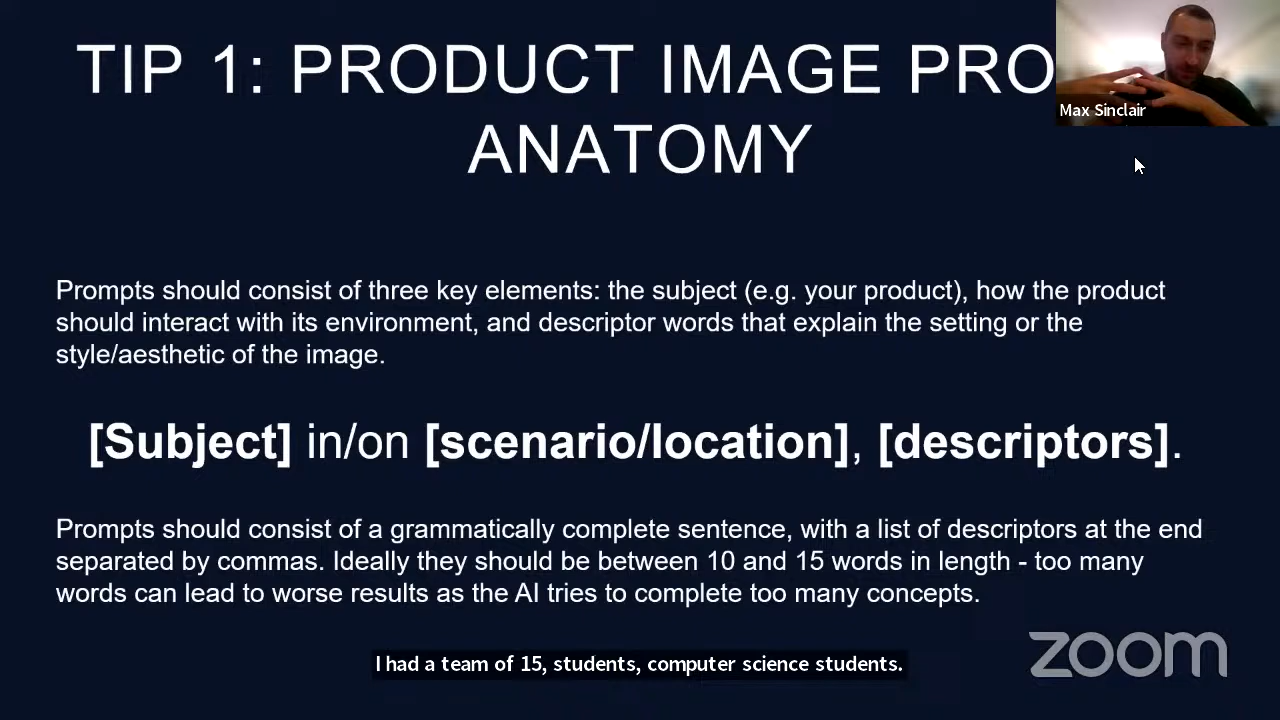 TIP 1: PRODUCT IMAGE PRO
ANATOMY
Max Sinclair
Prompts should consist of three key elements: the subject (e.g. your product), how the product
should interact with its environment, and descriptor words that explain the setting or the
style/aesthetic of the image.
[Subject] in/on [scenario/location], [descriptors].
Prompts should consist of a grammatically complete sentence, with a list of descriptors at the end
separated by commas. Ideally they should be between 10 and 15 words in length - too many
words can lead to worse results as the AI tries to complete too many concepts.
zoom
I had a team of 15, students, computer science students.